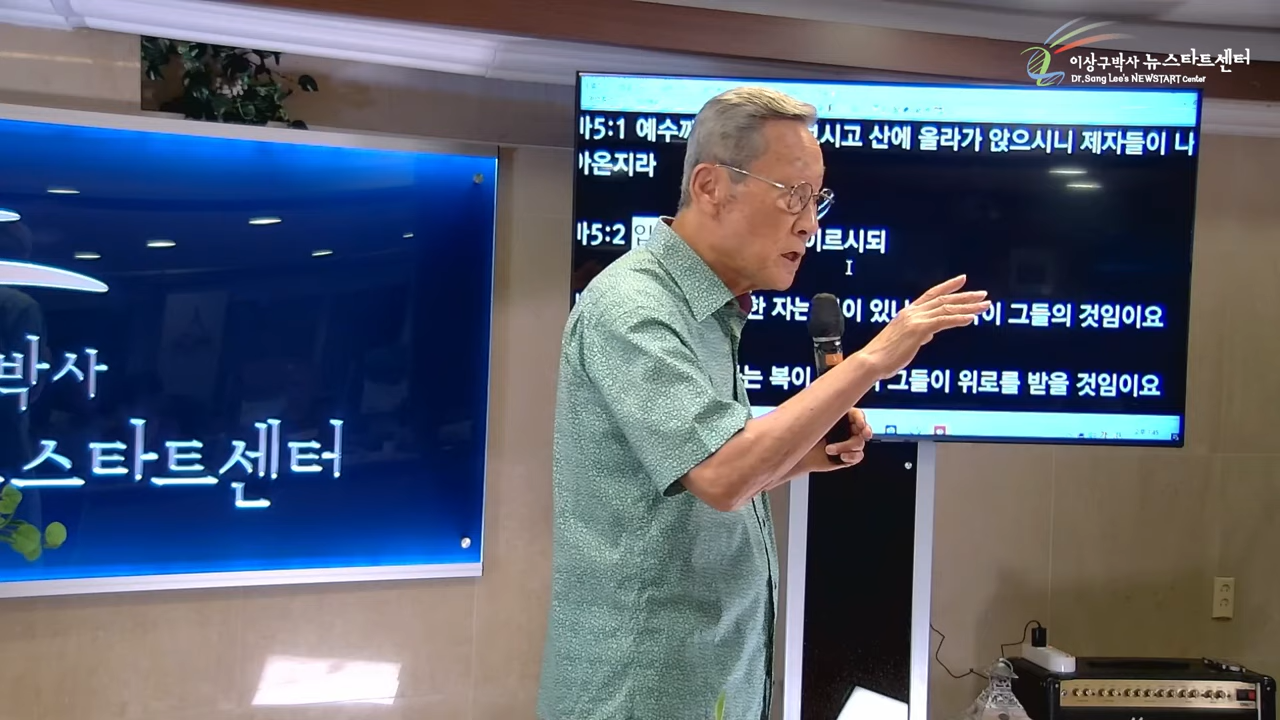 이상구박사 뉴스타트센터
Dr. Sang Lee's NEWSTART Center
마5:1 예수께 시고 산에 올라가 앉으시니 제자들이 나
아온지라
마5:2 입 이르시되
한 자는 이 있나 이 그들의 것임이요
는 복이 그들이 위로를 받을 것임이요
박사
스타트센터